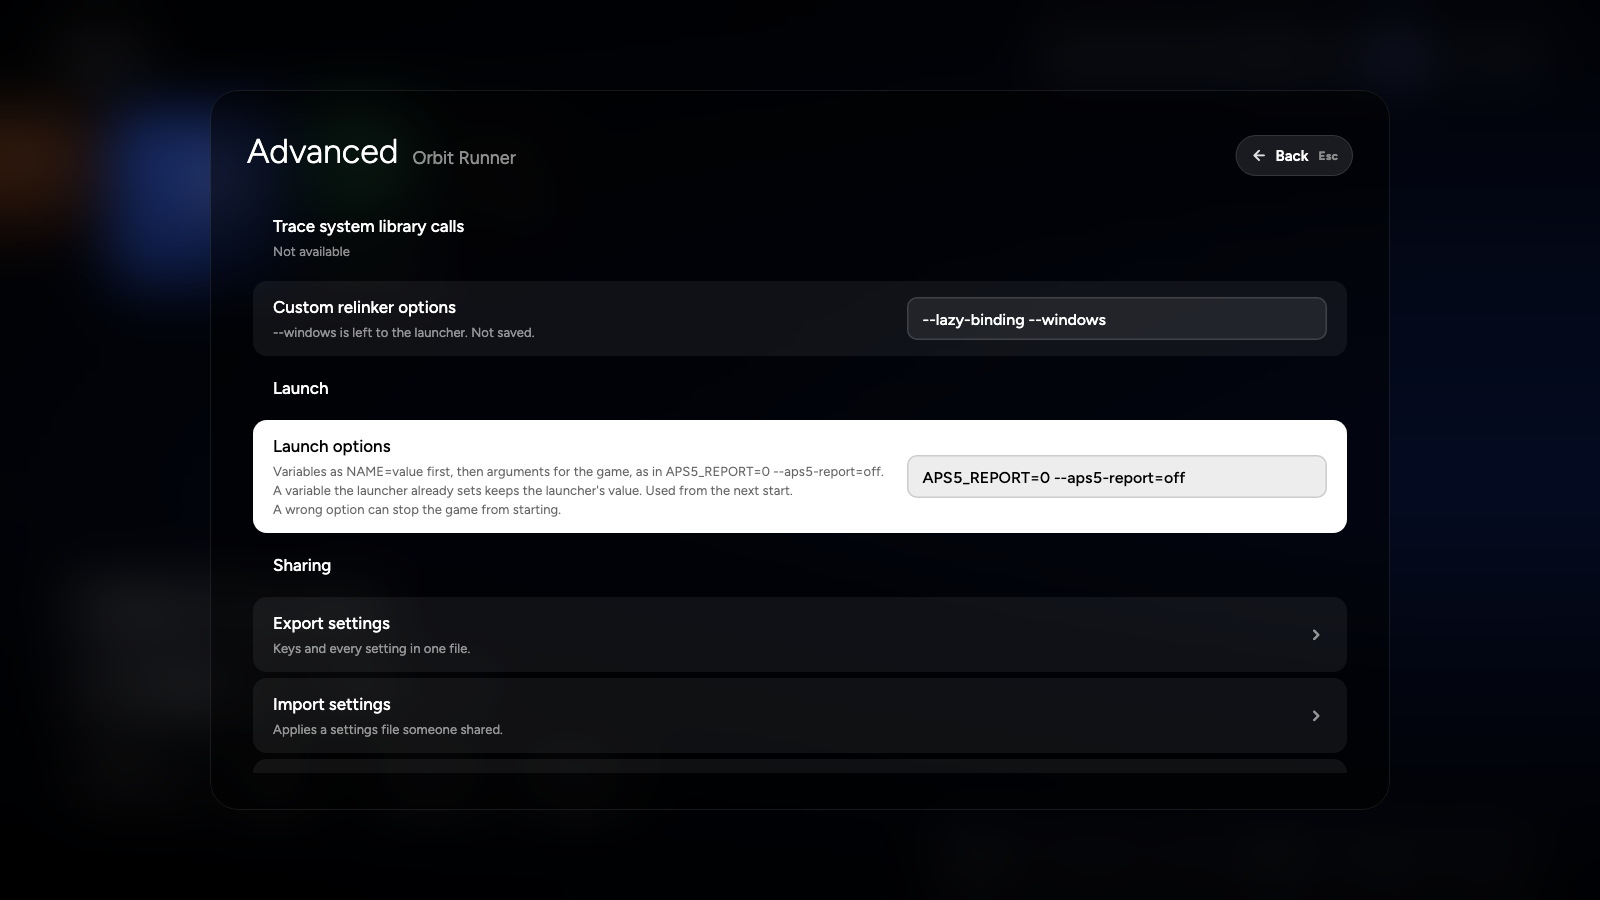 Advanced Orbit Runner
Back Esc
Trace system library calls
Not available
Custom relinker options
--windows is left to the launcher. Not saved.
--lazy-binding --windows
Launch
Launch options
Variables as NAME=value first, then arguments for the game, as in APS5_REPORT=0 --aps5-report=off.
A variable the launcher already sets keeps the launcher's value. Used from the next start.
A wrong option can stop the game from starting.
APS5_REPORT=0 --aps5-report=off
Sharing
Export settings
Keys and every setting in one file.
Import settings
Applies a settings file someone shared.